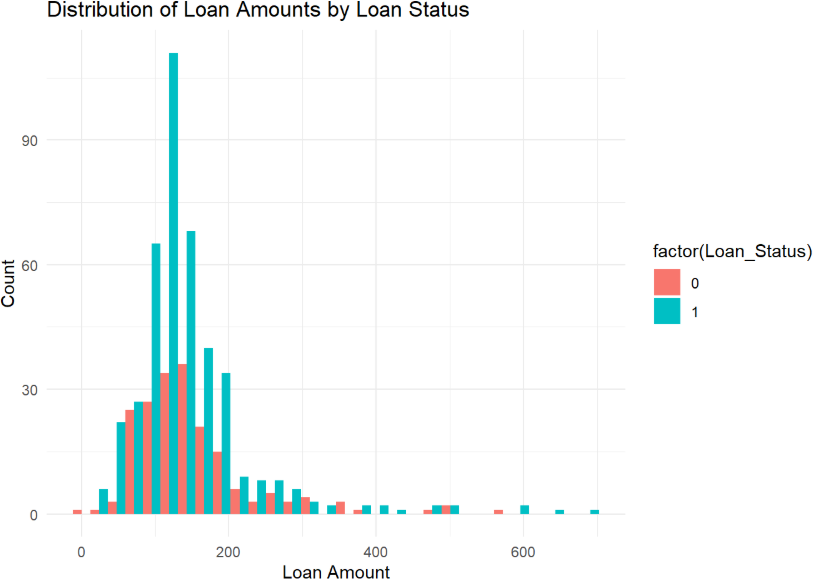 Distribution of Loan Amounts by Loan Status
90
60
30
0
Count
0 200 400 600
Loan Amount
factor(Loan_Status)
0
1